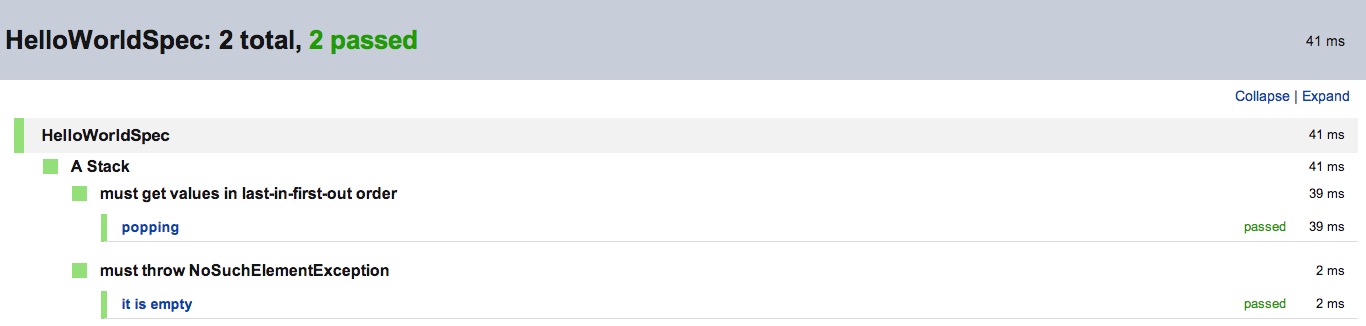 HelloWorldSpec: 2 total, 2 passed 41 ms
Collapse | Expand
HelloWorldSpec 41 ms
A Stack 41 ms
must get values in last-in-first-out order 39 ms
popping passed 39 ms
must throw NoSuchElementException 2 ms
it is empty passed 2 ms